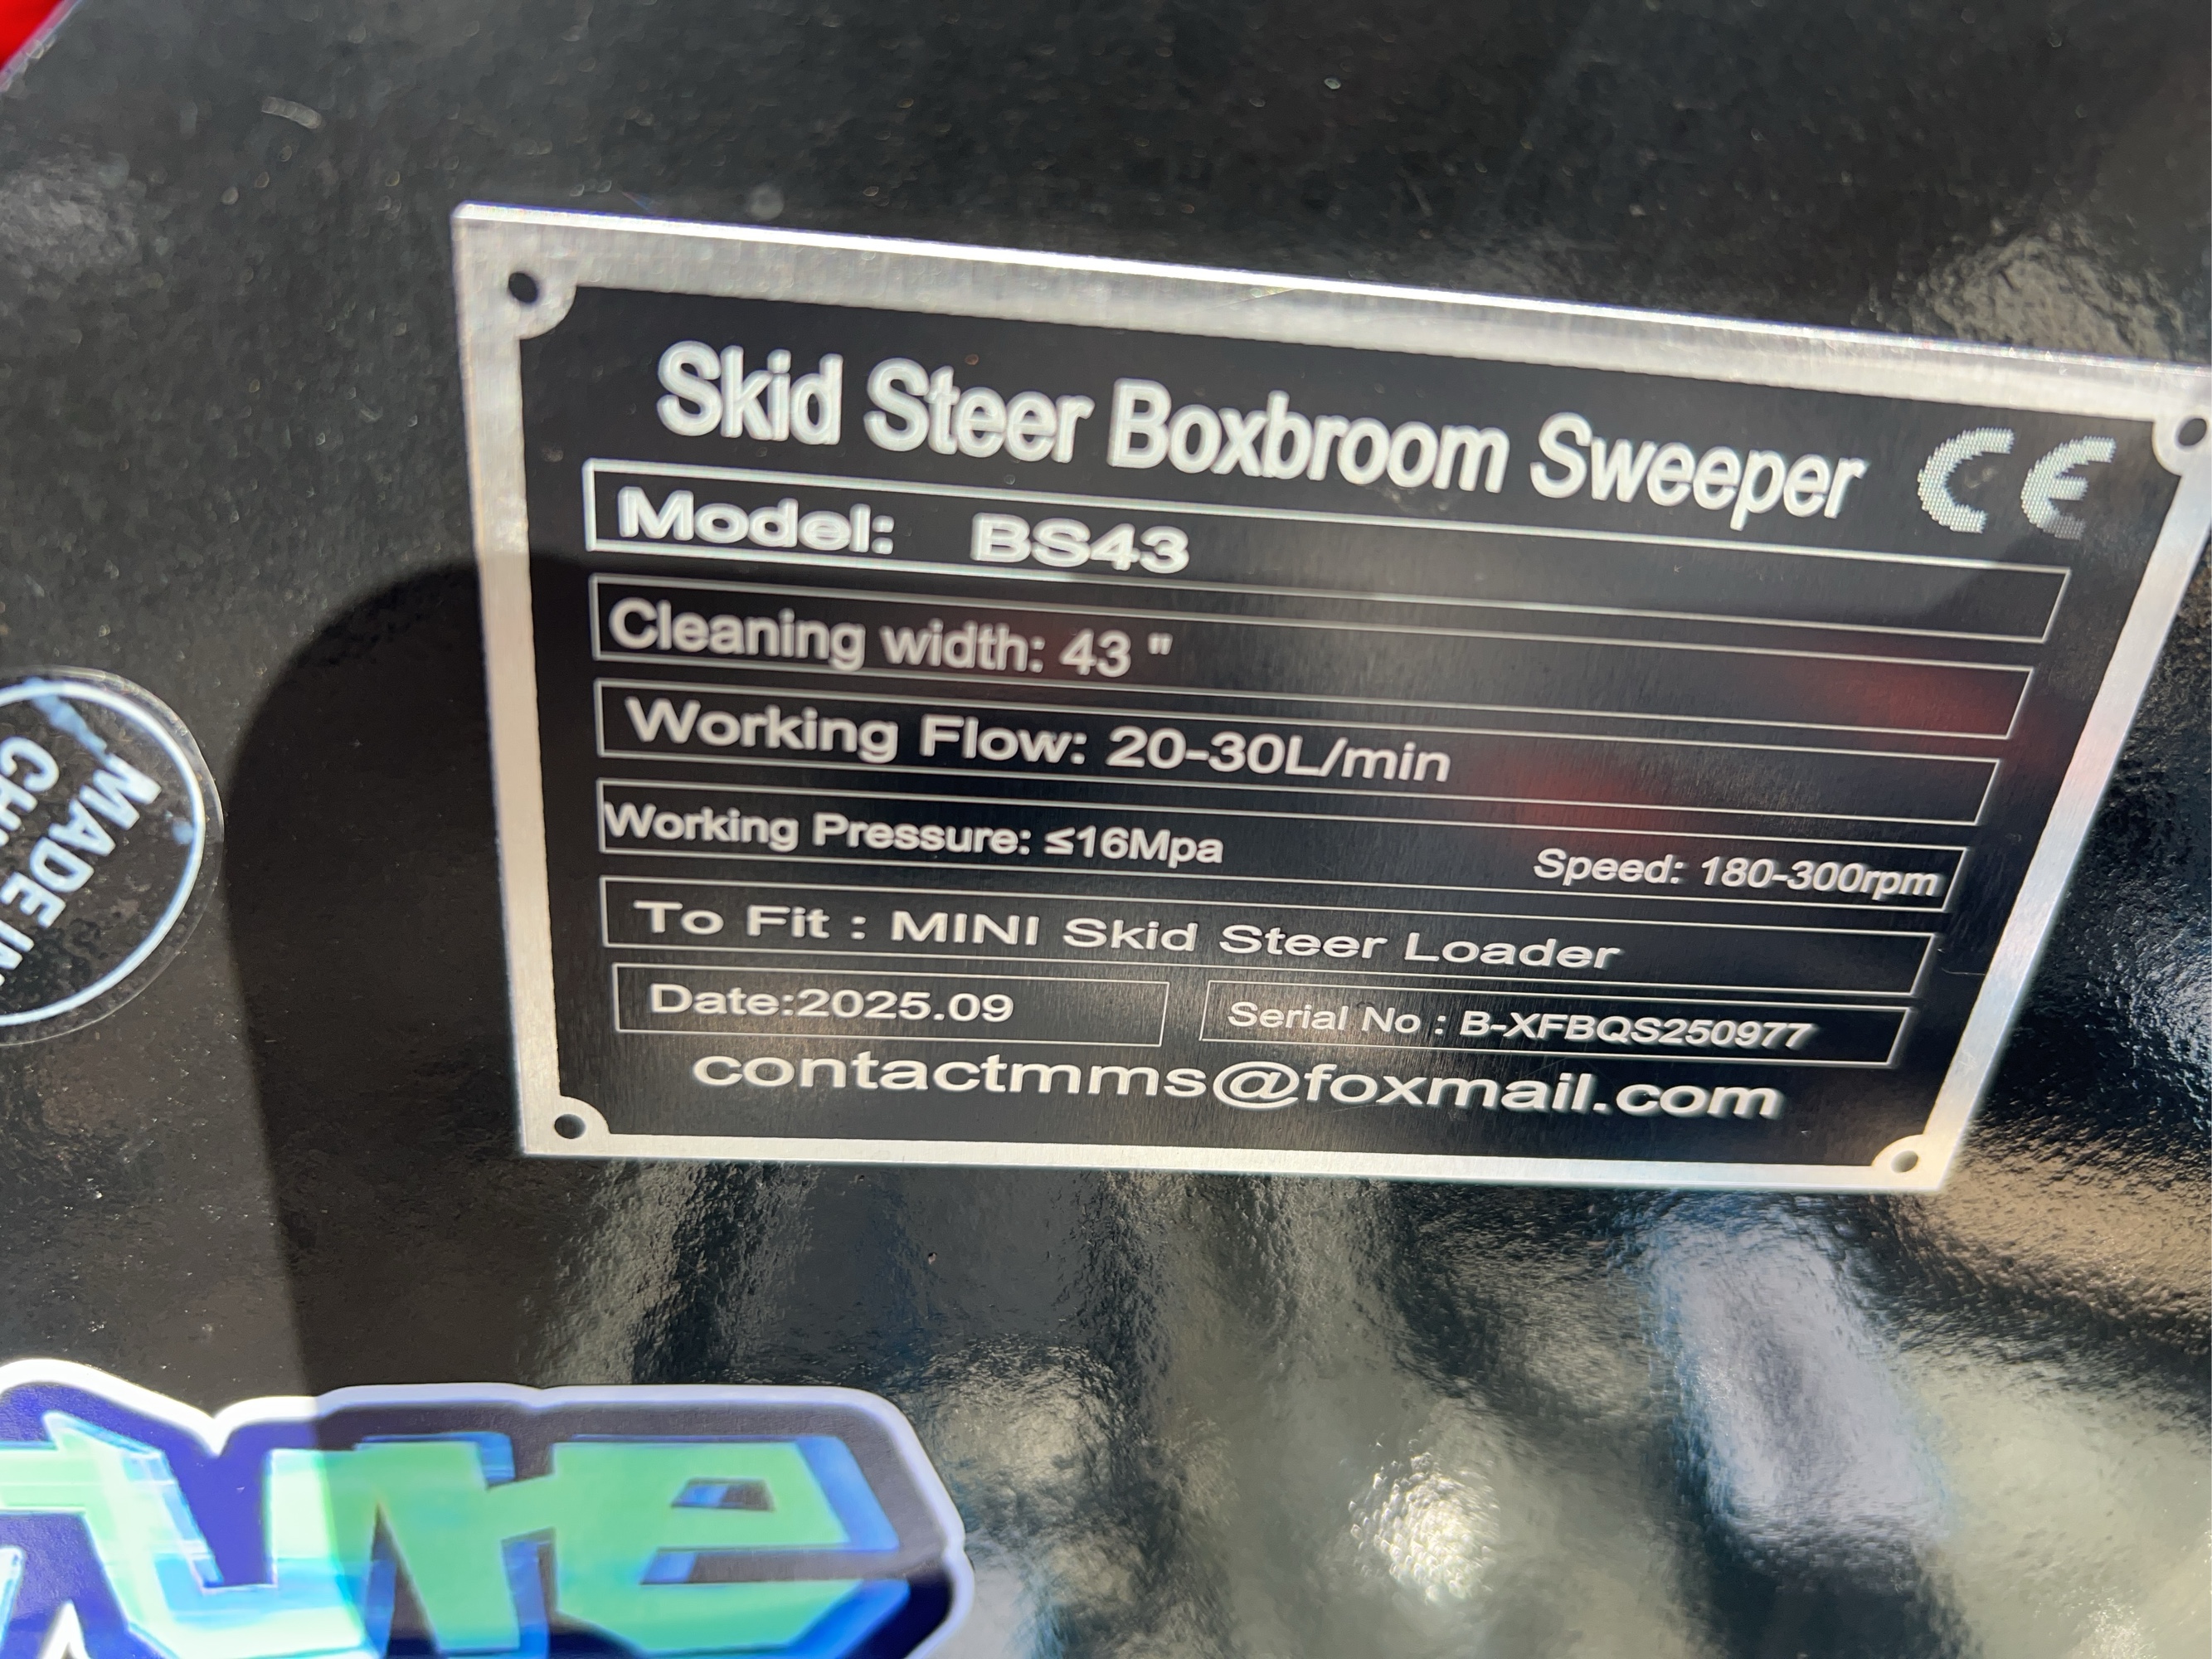 Skid Steer Boxbroom Sweeper CE
Model: BS43
Cleaning width: 43 "
Working Flow: 20-30L/min
Working Pressure: ≤16Mpa Speed: 180-300rpm
To Fit : MINI Skid Steer Loader
Date:2025.09 Serial No : B-XFBQS250977
contactmms@foxmail.com
MADE IN